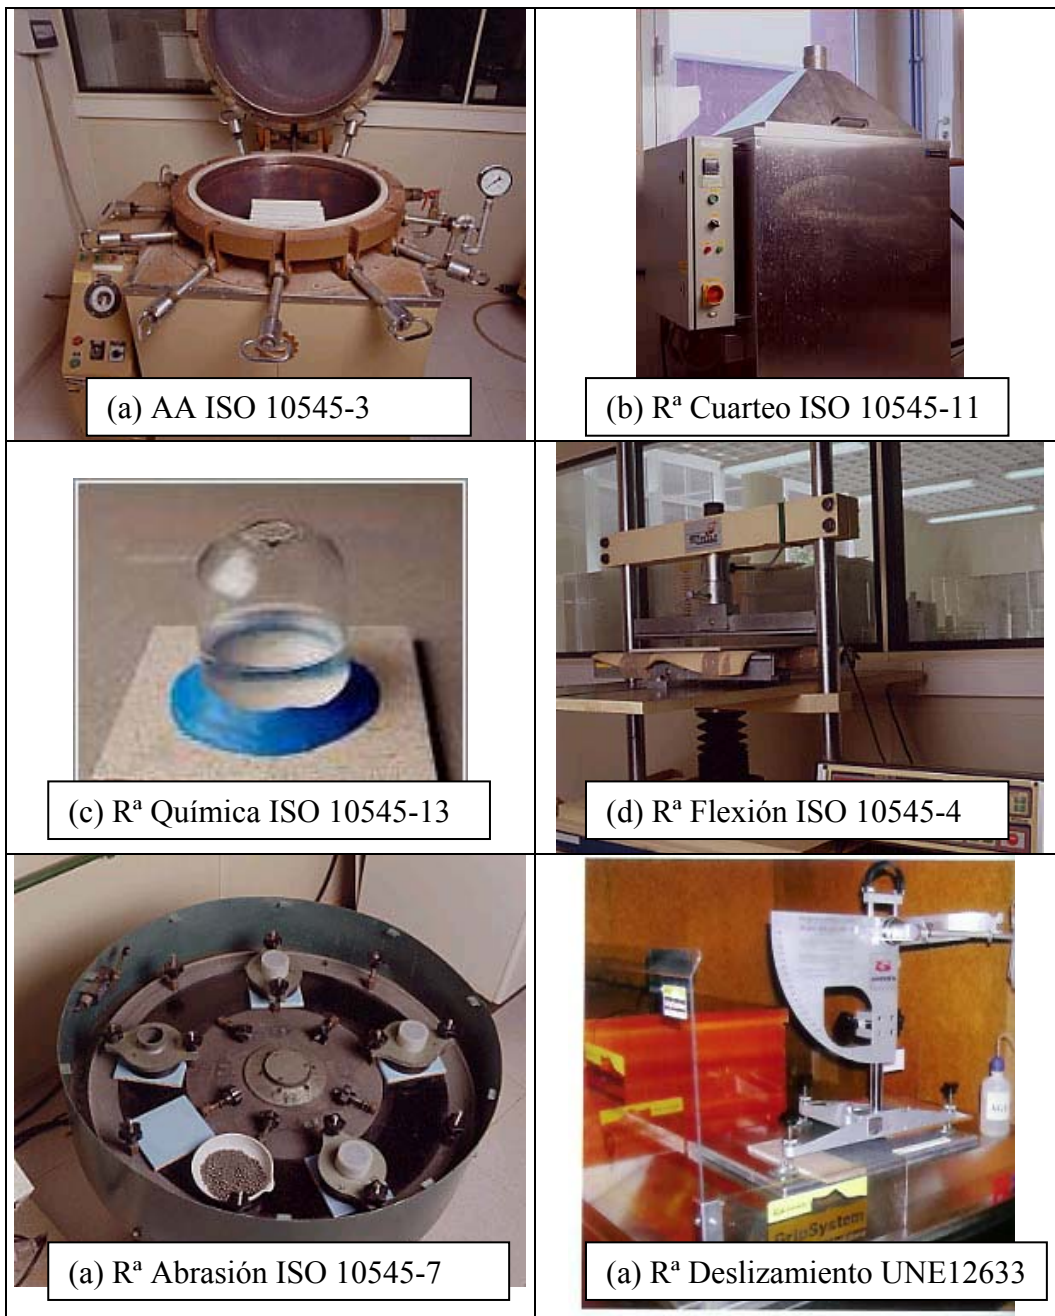 (a) AA ISO 10545-3
(b) Rª Cuarteo ISO 10545-11
(c) Rª Química ISO 10545-13
(d) Rª Flexión ISO 10545-4
(a) Rª Abrasión ISO 10545-7
GripSystem
(a) Rª Deslizamiento UNE12633